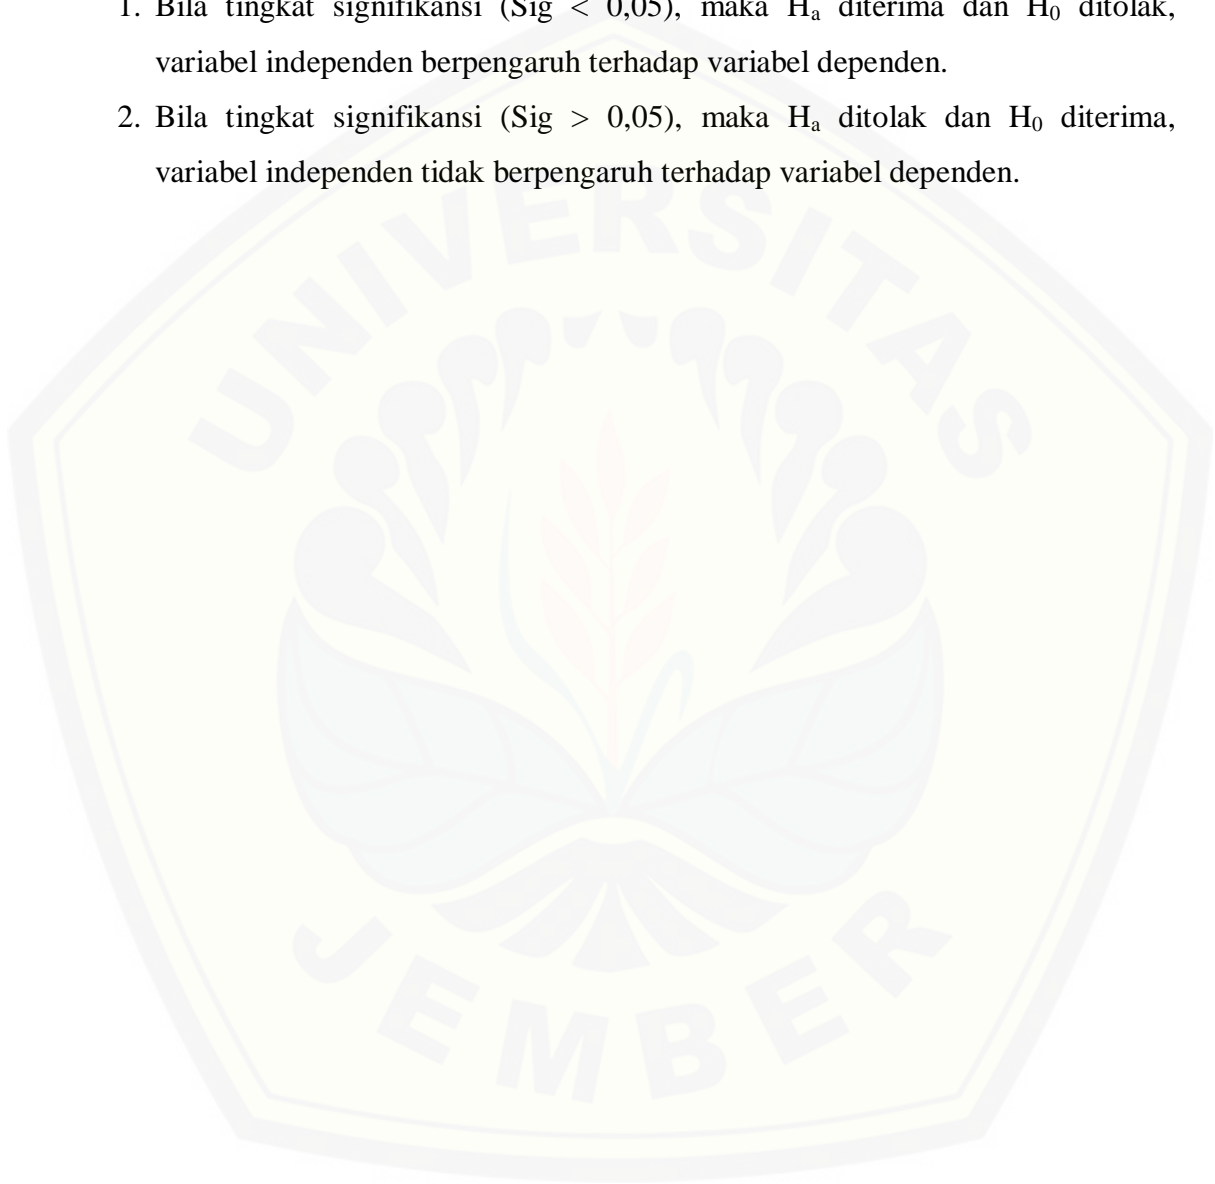 1. Bila tingkat signifikansi (Sig < 0,05), maka Hₐ diterima dan H₀ ditolak,
variabel independen berpengaruh terhadap variabel dependen.
2. Bila tingkat signifikansi (Sig > 0,05), maka Hₐ ditolak dan H₀ diterima,
variabel independen tidak berpengaruh terhadap variabel dependen.
UNIVERSITAS
JEMBER